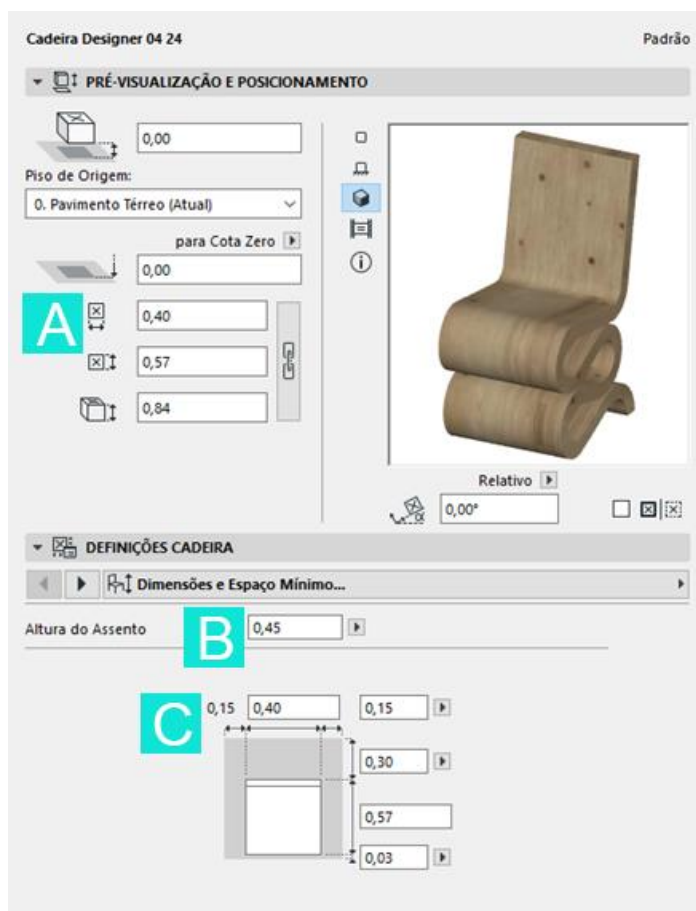 Cadeira Designer 04 24 Padrão
PRÉ-VISUALIZAÇÃO E POSICIONAMENTO
0,00
Piso de Origem:
0. Pavimento Térreo (Atual)
para Cota Zero
0,00
A
0,40
0,57
0,84
Relativo
α
0,00°
DEFINIÇÕES CADEIRA
Dimensões e Espaço Mínimo...
Altura do Assento
B
0,45
C
0,15 0,40 0,15
0,30
0,57
0,03